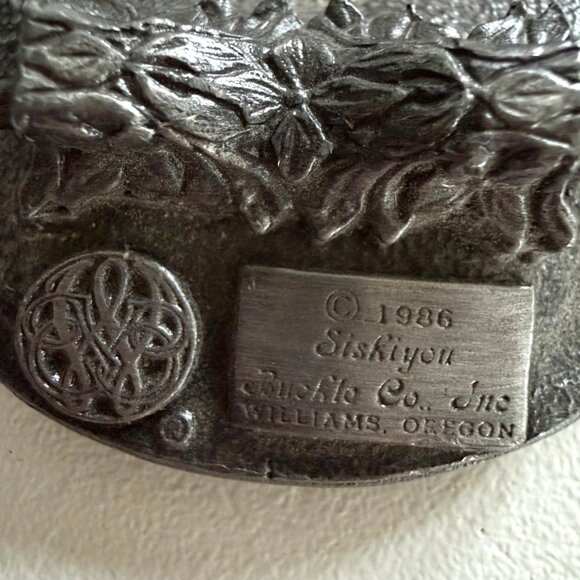 © 1986
Siskiyou
Buckle Co., Inc
WILLIAMS, OREGON
®